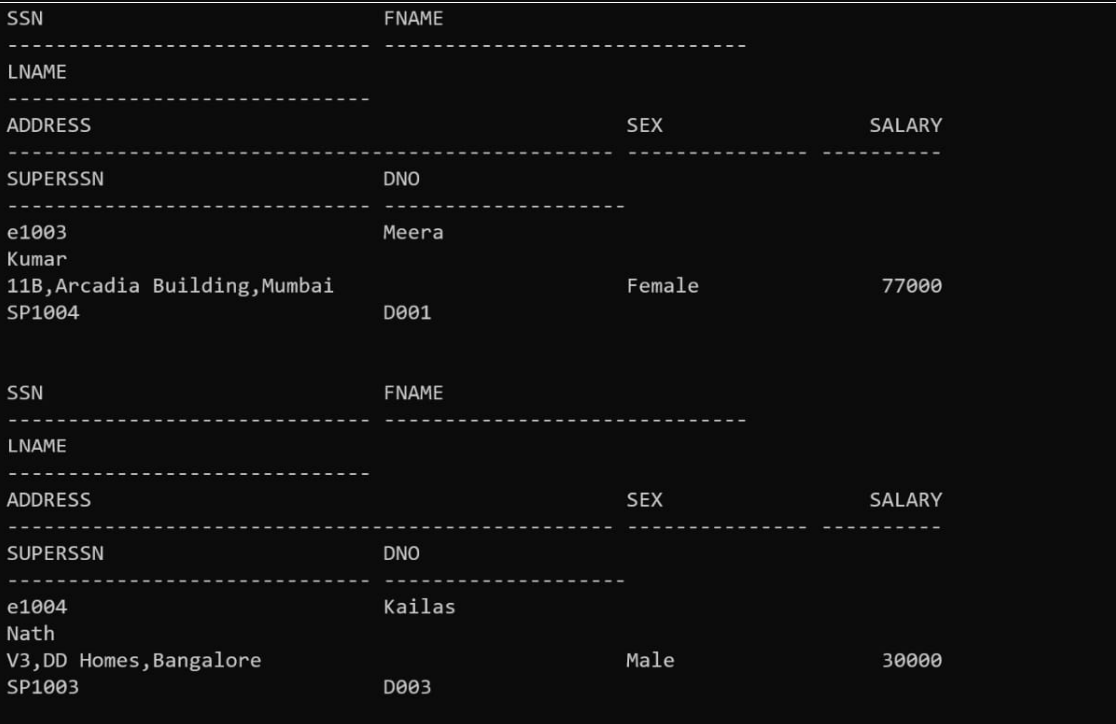 SSN                            FNAME
------------------------------ ------------------------------
LNAME
------------------------------
ADDRESS                                            SEX                 SALARY
-------------------------------------------------- --------------- ----------
SUPERSSN                       DNO
------------------------------ --------------------
e1003                          Meera
Kumar
11B,Arcadia Building,Mumbai                        Female               77000
SP1004                         D001
SSN                            FNAME
------------------------------ ------------------------------
LNAME
------------------------------
ADDRESS                                            SEX                 SALARY
-------------------------------------------------- --------------- ----------
SUPERSSN                       DNO
------------------------------ --------------------
e1004                          Kailas
Nath
V3,DD Homes,Bangalore                              Male                 30000
SP1003                         D003